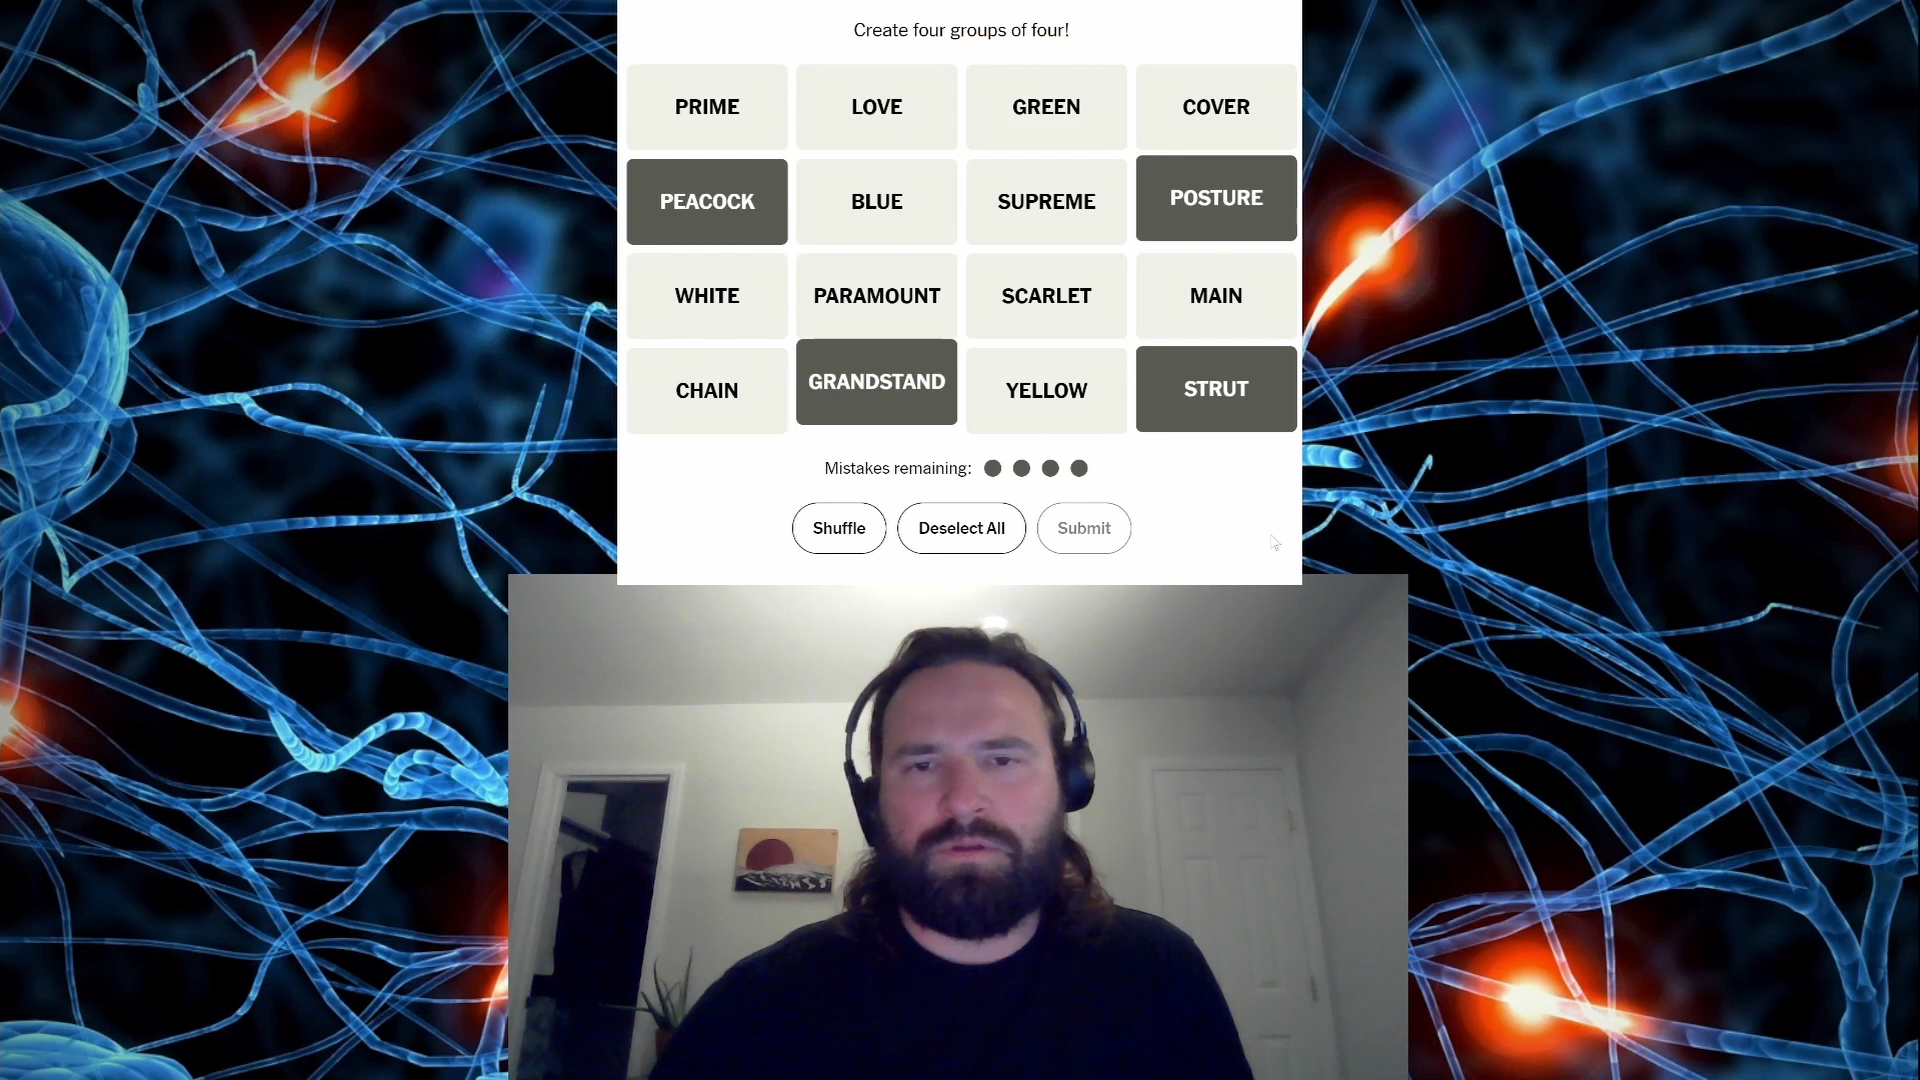 Create four groups of four!
PRIME LOVE GREEN COVER
PEACOCK BLUE SUPREME POSTURE
WHITE PARAMOUNT SCARLET MAIN
CHAIN GRANDSTAND YELLOW STRUT
Mistakes remaining:
Shuffle Deselect All Submit